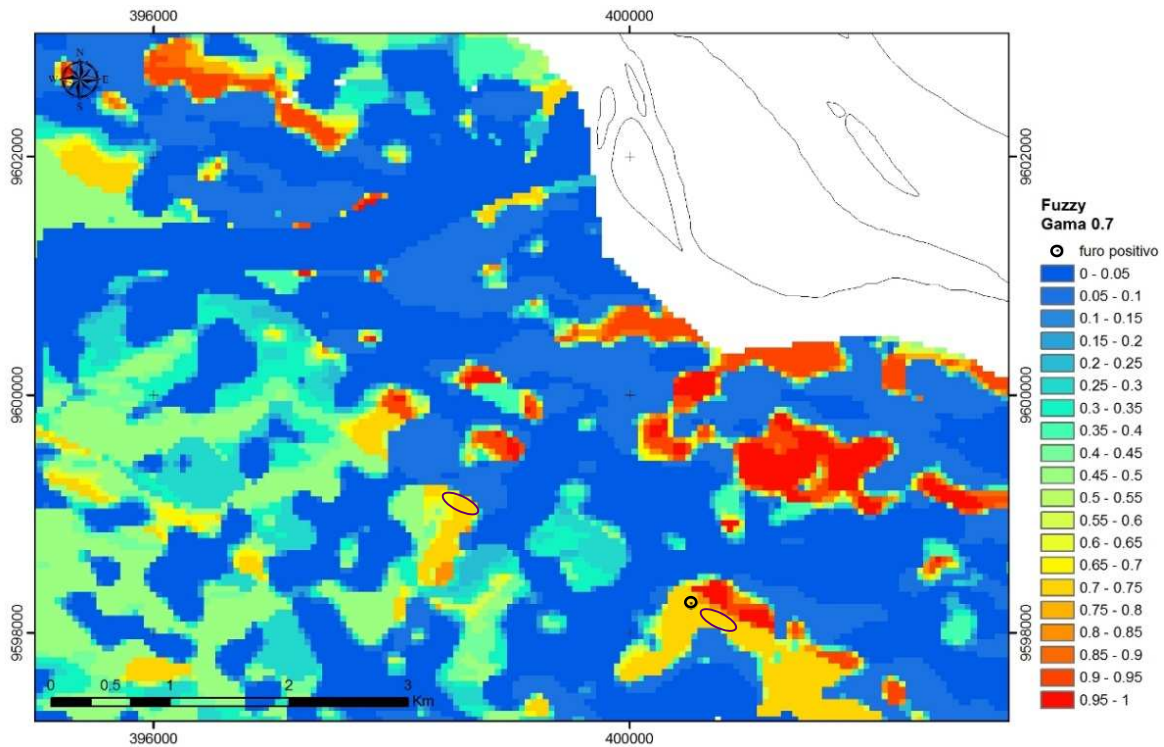 396000 400000
N
W E
S
9602000 9602000
9600000 9600000
9598000 9598000
0 0,5 1 2 3
Km
396000 400000
Fuzzy
Gama 0.7
furo positivo
0 - 0.05
0.05 - 0.1
0.1 - 0.15
0.15 - 0.2
0.2 - 0.25
0.25 - 0.3
0.3 - 0.35
0.35 - 0.4
0.4 - 0.45
0.45 - 0.5
0.5 - 0.55
0.55 - 0.6
0.6 - 0.65
0.65 - 0.7
0.7 - 0.75
0.75 - 0.8
0.8 - 0.85
0.85 - 0.9
0.9 - 0.95
0.95 - 1